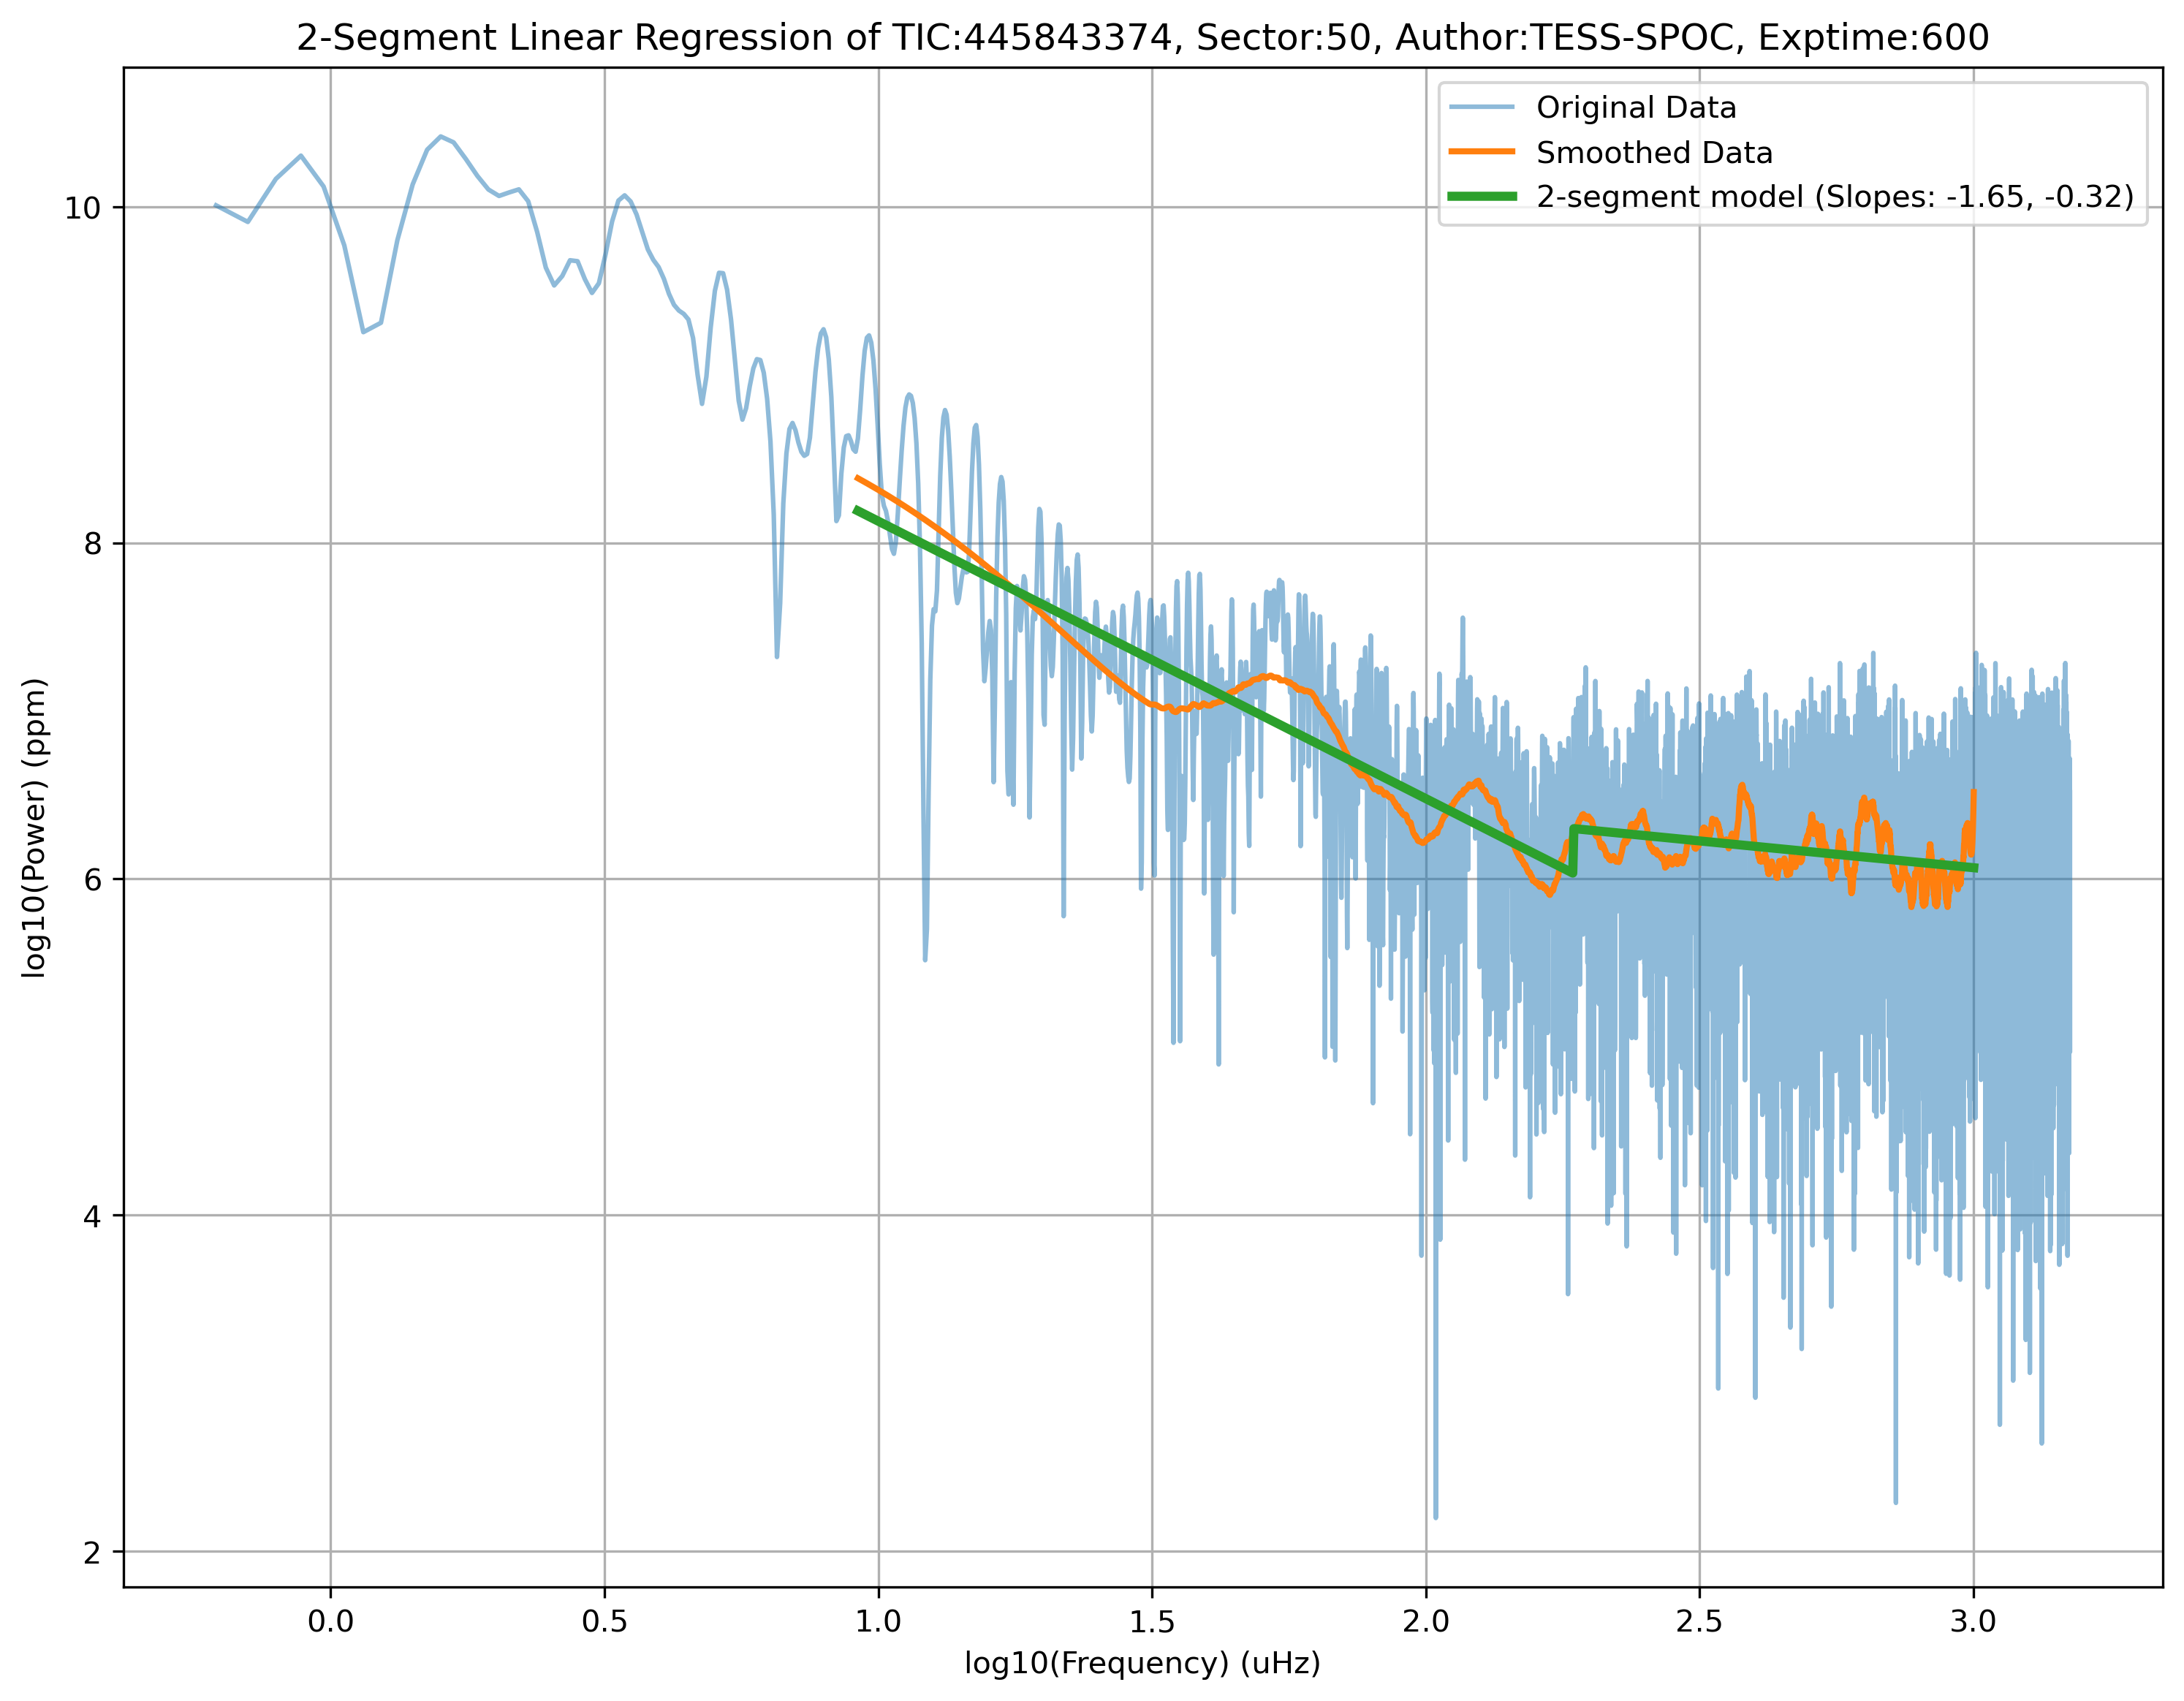 2-Segment Linear Regression of TIC:445843374, Sector:50, Author:TESS-SPOC, Exptime:600
Original Data
Smoothed Data
2-segment model (Slopes: -1.65, -0.32)
log10(Power) (ppm)
10
8
6
4
2
0.0 0.5 1.0 1.5 2.0 2.5 3.0
log10(Frequency) (uHz)